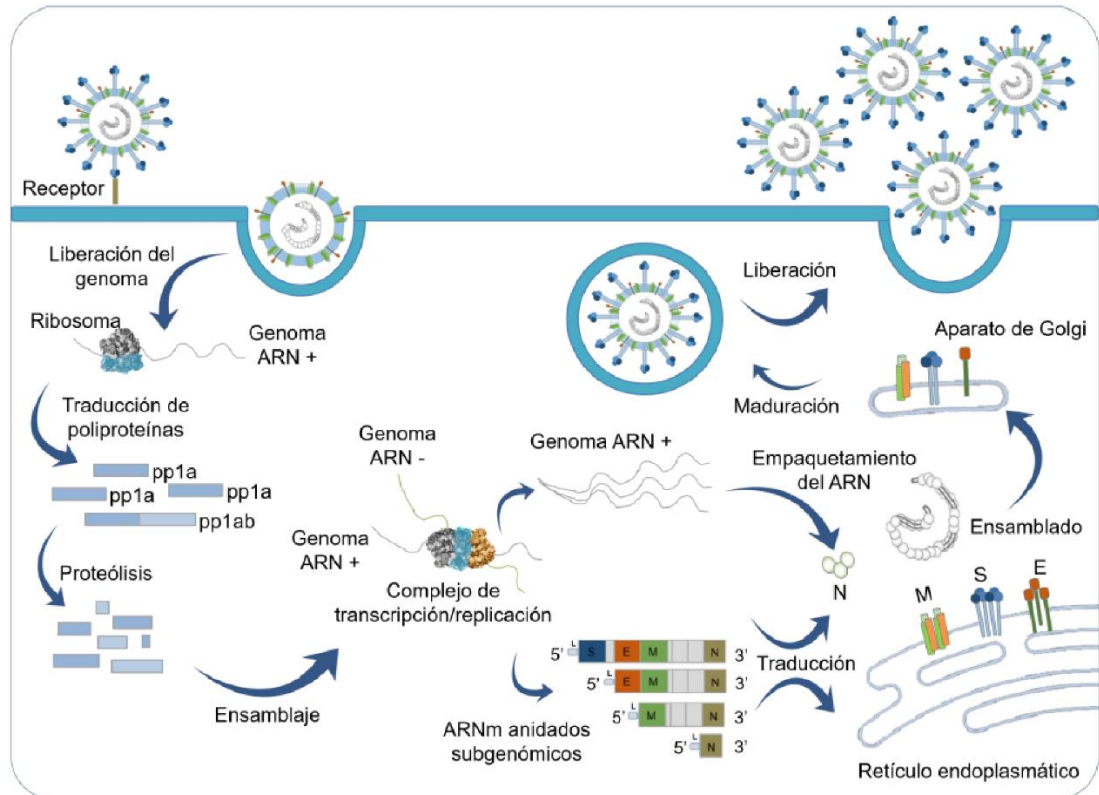 Receptor
Liberación del
genoma
Ribosoma
Genoma
ARN +
Traducción de
poliproteínas
pp1a
pp1a
pp1a
pp1ab
Proteólisis
Ensamblaje
Genoma
ARN -
Genoma
ARN +
Complejo de
transcripción/replicación
Genoma ARN +
ARNm anidados
subgenómicos
L
5' S E M N 3'
L
5' E M N 3'
L
5' M N 3'
L
5' N 3'
Traducción
Empaquetamiento
del ARN
N
Ensamblado
M S E
Retículo endoplasmático
Aparato de Golgi
Maduración
Liberación